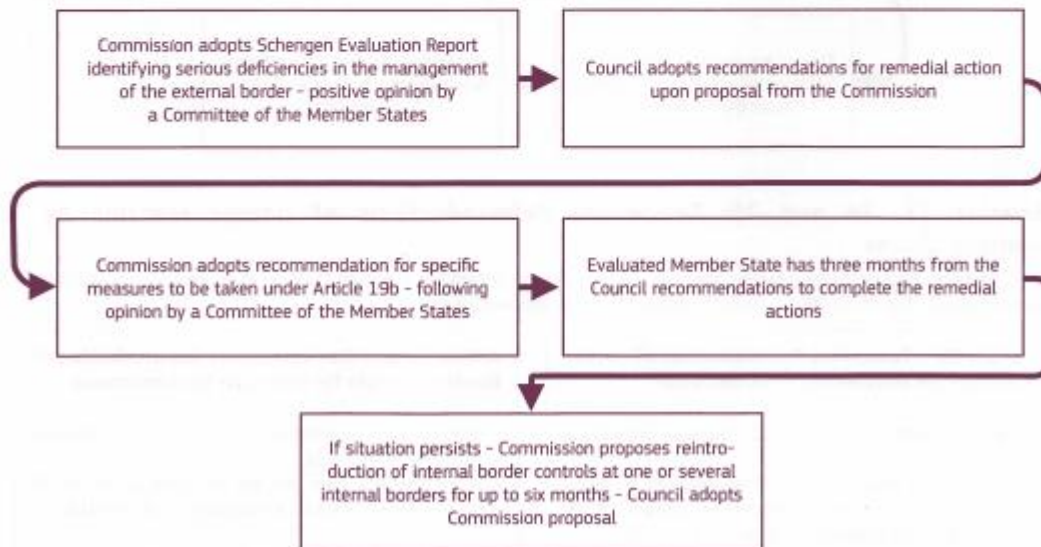 Commission adopts Schengen Evaluation Report
identifying serious deficiencies in the management
of the external border - positive opinion by
a Committee of the Member States
Council adopts recommendations for remedial action
upon proposal from the Commission
Commission adopts recommendation for specific
measures to be taken under Article 19b - following
opinion by a Committee of the Member States
Evaluated Member State has three months from the
Council recommendations to complete the remedial
actions
If situation persists - Commission proposes reintro-
duction of internal border controls at one or several
internal borders for up to six months - Council adopts
Commission proposal